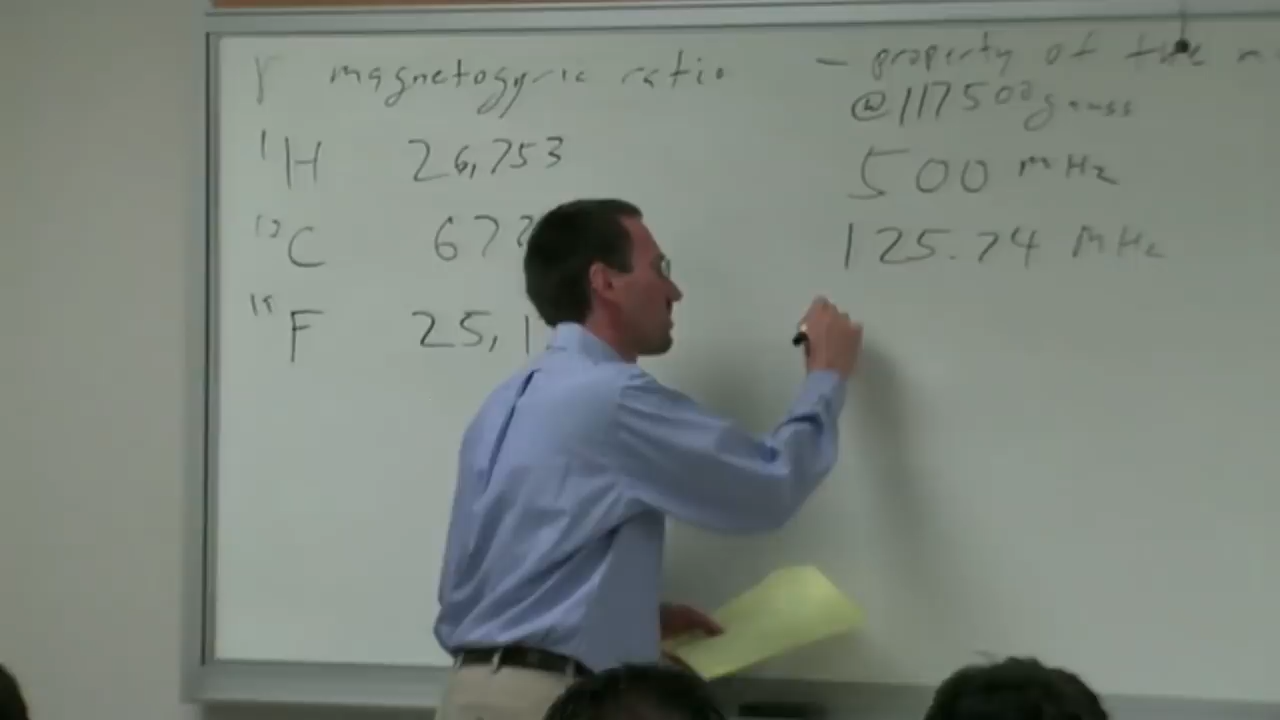 γ magnetogyric ratio - property of the
@117500 gauss
¹H 26,753 500 MHz
¹³C 672 125.74 MHz
¹⁹F 25,1